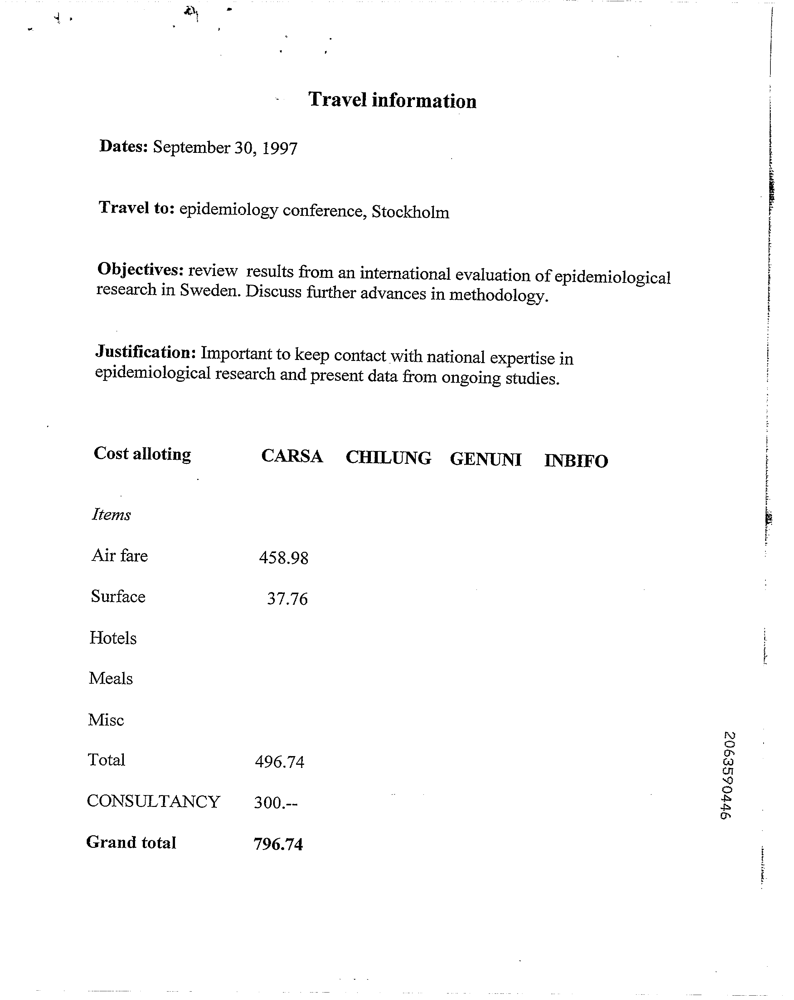 Travel information
Dates: September 30, 1997
Travel to: epidemiology conference, Stockholm
Objectives: review results from an international evaluation of epidemiological
research in Sweden. Discuss further advances in methodology.
Justification: Important to keep contact with national expertise in
epidemiological research and present data from ongoing studies.
Cost alloting CARSA CHILUNG GENUNI INBIFO
Items
Air fare 458.98
Surface 37.76
Hotels
Meals
Misc
Total 496.74
CONSULTANCY 300.--
Grand total 796.74
2063590446